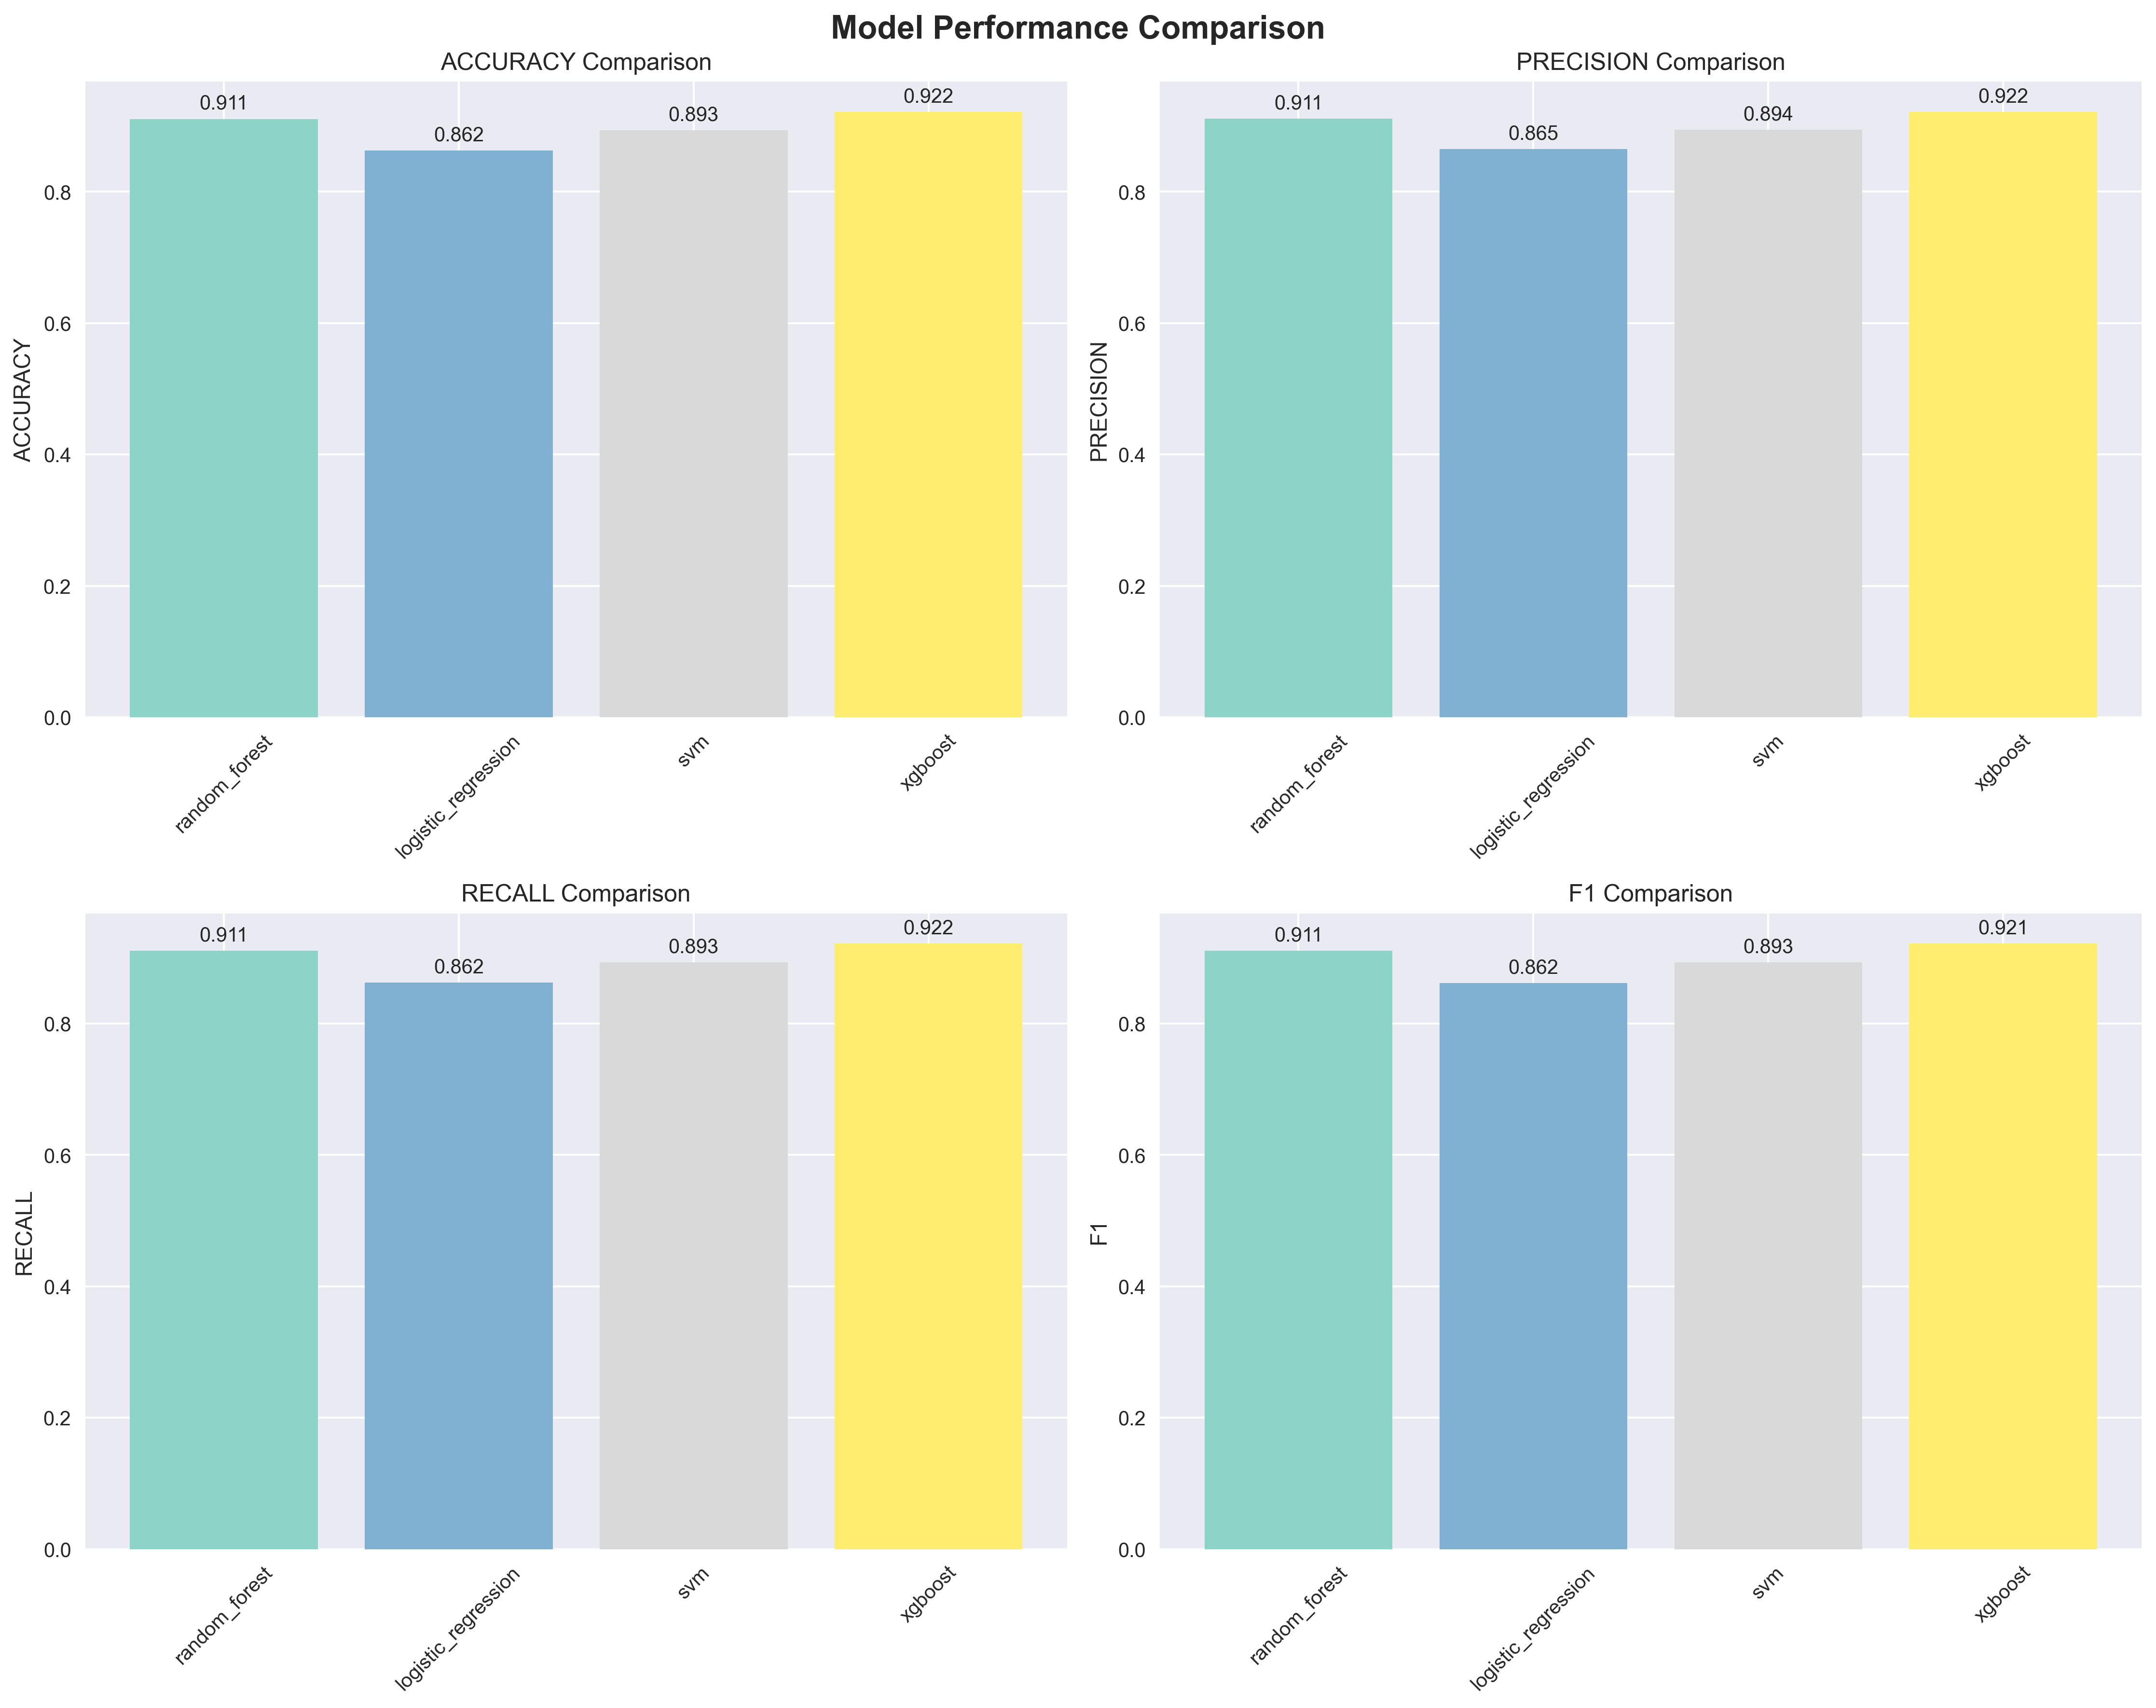 Model Performance Comparison
ACCURACY Comparison
0.911
0.862
0.893
0.922
0.8
0.6
0.4
0.2
0.0
ACCURACY
random_forest
logistic_regression
svm
xgboost
PRECISION Comparison
0.911
0.865
0.894
0.922
0.8
0.6
0.4
0.2
0.0
PRECISION
random_forest
logistic_regression
svm
xgboost
RECALL Comparison
0.911
0.862
0.893
0.922
0.8
0.6
0.4
0.2
0.0
RECALL
random_forest
logistic_regression
svm
xgboost
F1 Comparison
0.911
0.862
0.893
0.921
0.8
0.6
0.4
0.2
0.0
F1
random_forest
logistic_regression
svm
xgboost